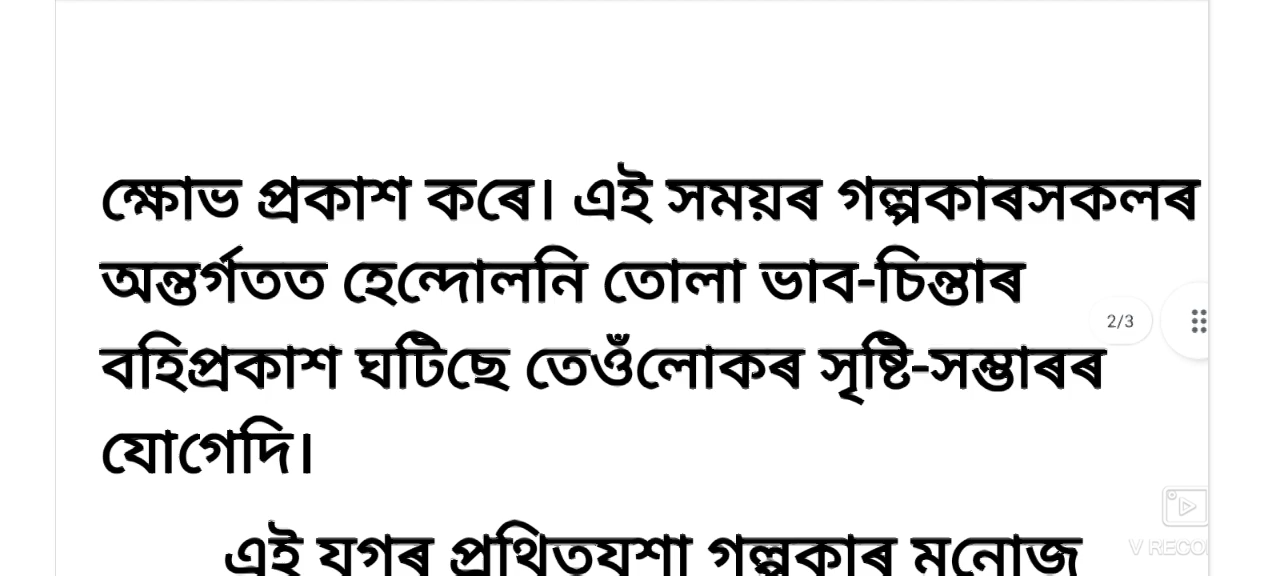 ক্ষোভ প্ৰকাশ কৰে। এই সময়ৰ গল্পকাৰসকলৰ
অন্তৰ্গতত হেন্দোলনি তোলা ভাব-চিন্তাৰ
2/3
বহিপ্ৰকাশ ঘটিছে তেওঁলোকৰ সৃষ্টি-সম্ভাৰৰ
যোগেদি।
এই যুগৰ প্ৰথিতযশা গল্পকাৰ মনোজ
V RECO